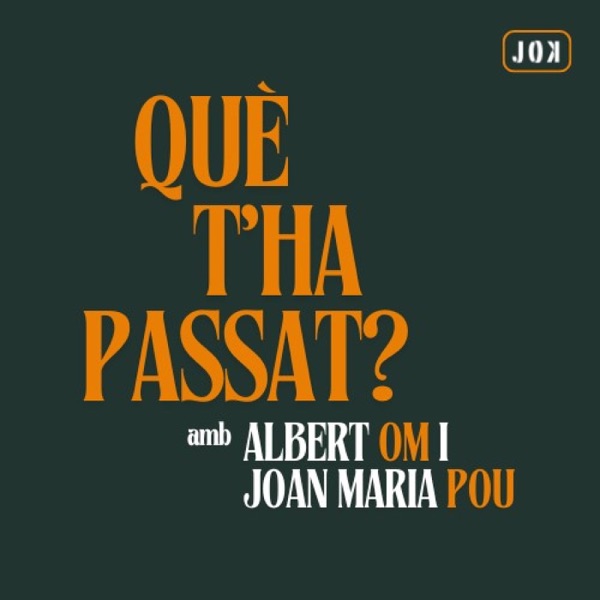 JOK
QUÈ
T'HA
PASSAT?
amb ALBERT OM I
JOAN MARIA POU